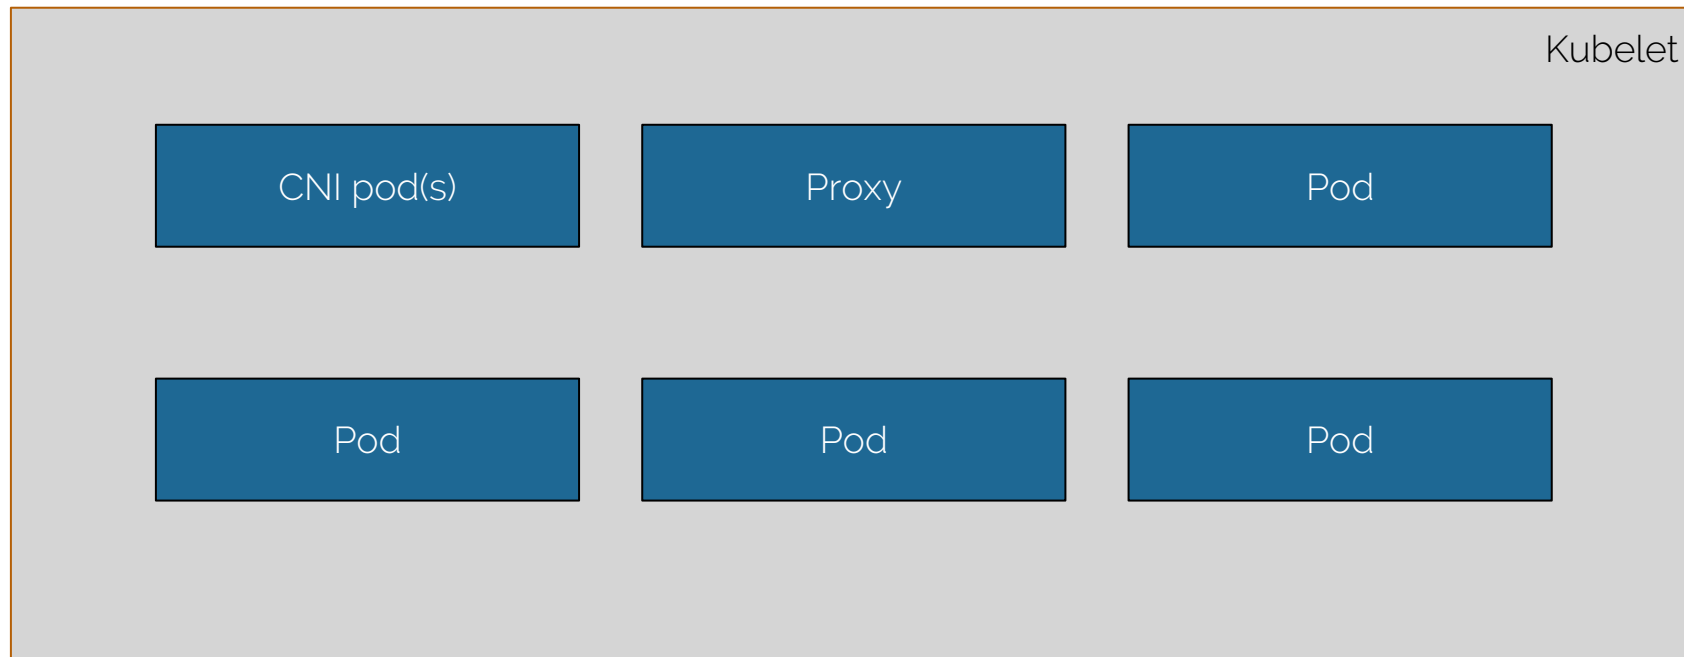 Kubelet
CNI pod(s)
Proxy
Pod
Pod
Pod
Pod